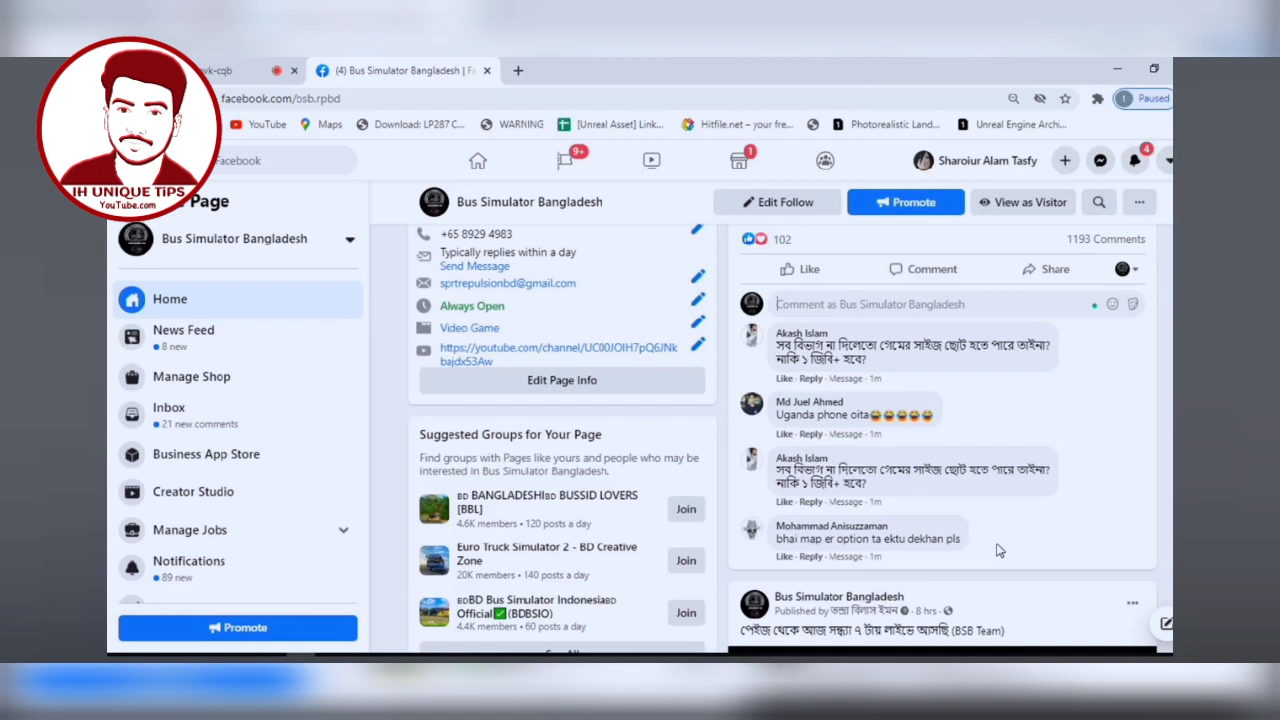 vk-cqb
(4) Bus Simulator Bangladesh | F
facebook.com/bsb.rpbd
Paused
YouTube
Maps
Download: LP287 C...
WARNING
[Unreal Asset] Link...
Hitfile.net – your fre...
Photorealistic Land...
Unreal Engine Archi...
IH UNIQUE TiPS
YouTube.com
Facebook
9+
1
Sharoiur Alam Tasfy
4
Page
Bus Simulator Bangladesh
Home
News Feed
8 new
Manage Shop
Inbox
21 new comments
Business App Store
Creator Studio
Manage Jobs
Notifications
89 new
Promote
Bus Simulator Bangladesh
Edit Follow
Promote
View as Visitor
+65 8929 4983
Typically replies within a day
Send Message
sprtrepulsionbd@gmail.com
Always Open
Video Game
https://youtube.com/channel/UC00JOIH7pQ6JNk
bajdx53Aw
Edit Page Info
Suggested Groups for Your Page
Find groups with Pages like yours and people who may be
interested in Bus Simulator Bangladesh.
BD BANGLADESHIBD BUSSID LOVERS
[BBL]
4.6K members • 120 posts a day
Join
Euro Truck Simulator 2 - BD Creative
Zone
20K members • 140 posts a day
Join
BDBD Bus Simulator IndonesiaBD
Official✅(BDBSIO)
4.4K members • 60 posts a day
Join
102
1193 Comments
Like
Comment
Share
Comment as Bus Simulator Bangladesh
Akash Islam
সব বিভাগ না দিলেতো গেমের সাইজ ছোট হতে পারে তাইনা?
নাকি ১ জিবি+ হবে?
Like · Reply · Message · 1m
Md Juel Ahmed
Uganda phone oita😂😂😂😂😂
Like · Reply · Message · 1m
Akash Islam
সব বিভাগ না দিলেতো গেমের সাইজ ছোট হতে পারে তাইনা?
নাকি ১ জিবি+ হবে?
Like · Reply · Message · 1m
Mohammad Anisuzzaman
bhai map er option ta ektu dekhan pls
Like · Reply · Message · 1m
Bus Simulator Bangladesh
Published by তন্দ্রা বিলাস ইমন · 8 hrs ·
পেইজ থেকে আজ সন্ধ্যা ৭ টায় লাইভে আসছি (BSB Team)